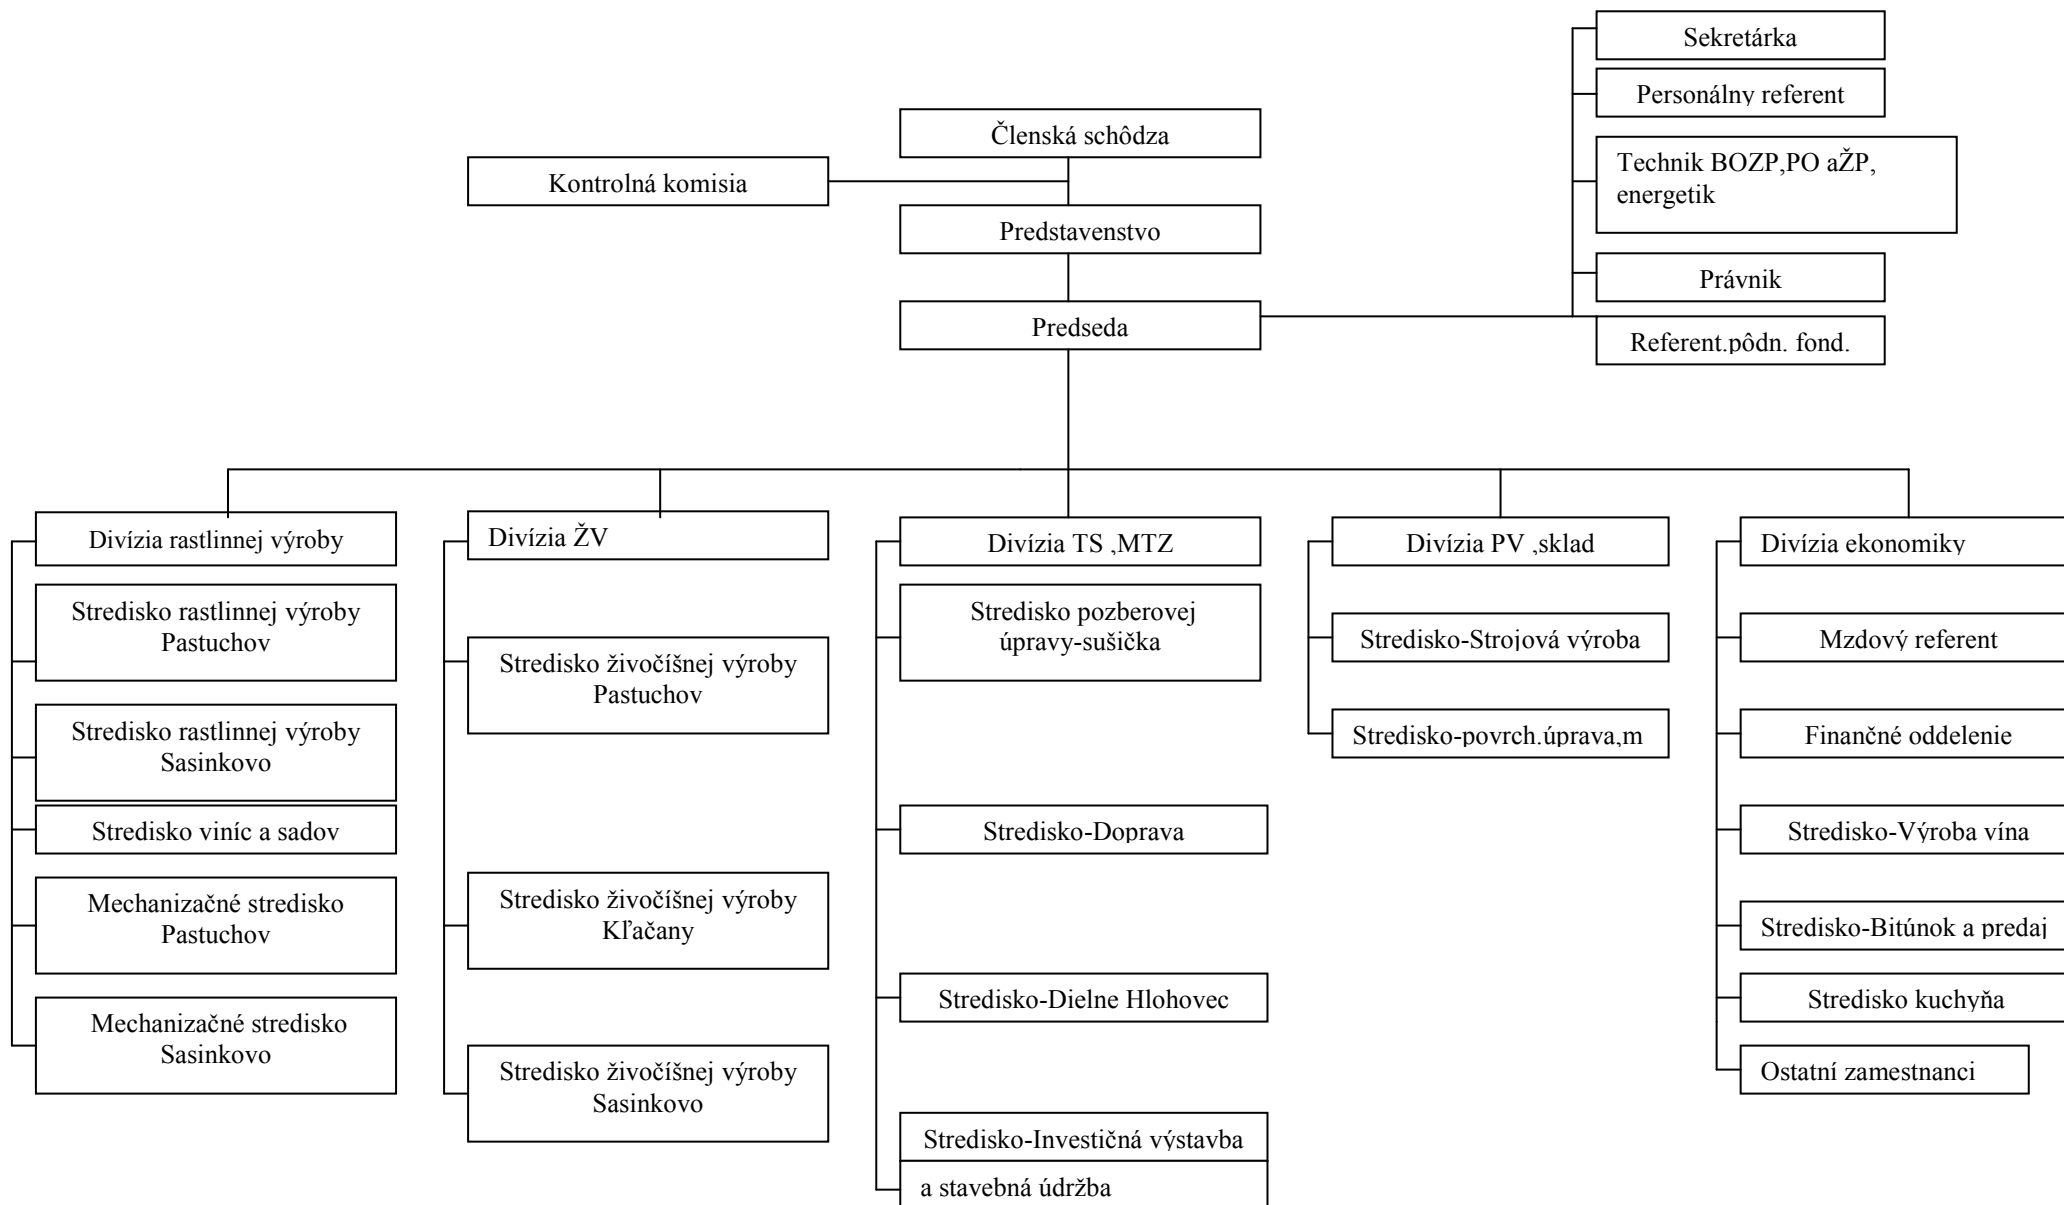 Sekretárka
Personálny referent
Členská schôdza
Technik BOZP,PO aŽP,
energetik
Kontrolná komisia
Predstavenstvo
Právnik
Predseda
Referent.pôdn. fond.
Divízia rastlinnej výroby
Stredisko rastlinnej výroby
Pastuchov
Stredisko rastlinnej výroby
Sasinkovo
Stredisko viníc a sadov
Mechanizačné stredisko
Pastuchov
Mechanizačné stredisko
Sasinkovo
Divízia ŽV
Stredisko živočíšnej výroby
Pastuchov
Stredisko živočíšnej výroby
Kľačany
Stredisko živočíšnej výroby
Sasinkovo
Divízia TS ,MTZ
Stredisko pozberovej
úpravy-sušička
Stredisko-Doprava
Stredisko-Dielne Hlohovec
Stredisko-Investičná výstavba
a stavebná údržba
Divízia PV ,sklad
Stredisko-Strojová výroba
Stredisko-povrch.úprava,m
Divízia ekonomiky
Mzdový referent
Finančné oddelenie
Stredisko-Výroba vína
Stredisko-Bitúnok a predaj
Stredisko kuchyňa
Ostatní zamestnanci